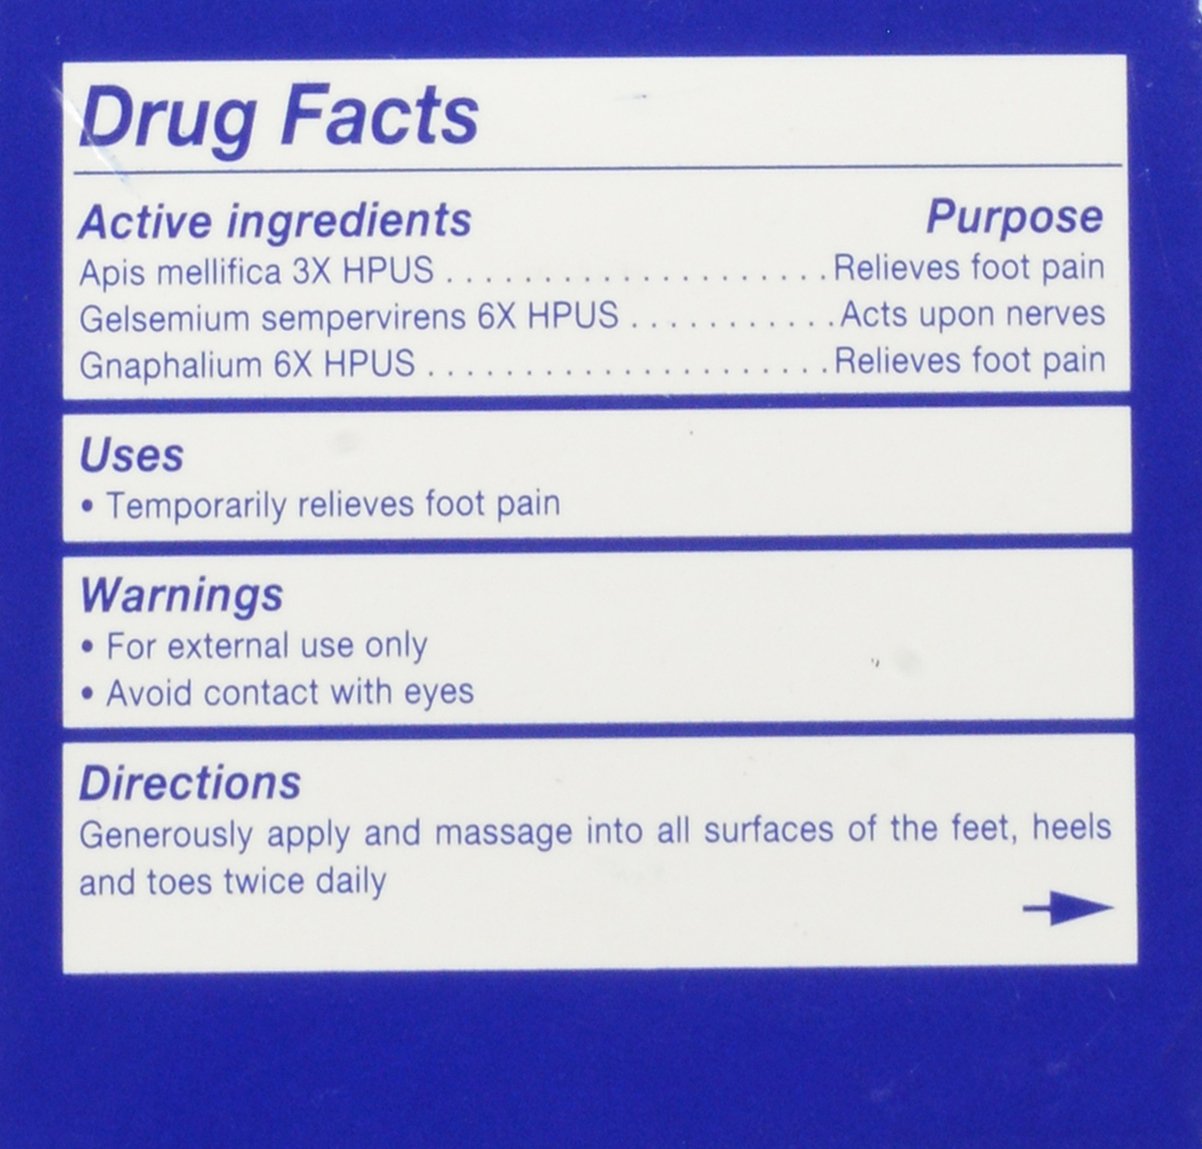 Drug Facts
Active ingredients Purpose
Apis mellifica 3X HPUS . . . . . . . . . . . . . . . . . . . . Relieves foot pain
Gelsemium sempervirens 6X HPUS . . . . . . . . . . . Acts upon nerves
Gnaphalium 6X HPUS . . . . . . . . . . . . . . . . . . . . . Relieves foot pain
Uses
• Temporarily relieves foot pain
Warnings
• For external use only
• Avoid contact with eyes
Directions
Generously apply and massage into all surfaces of the feet, heels
and toes twice daily